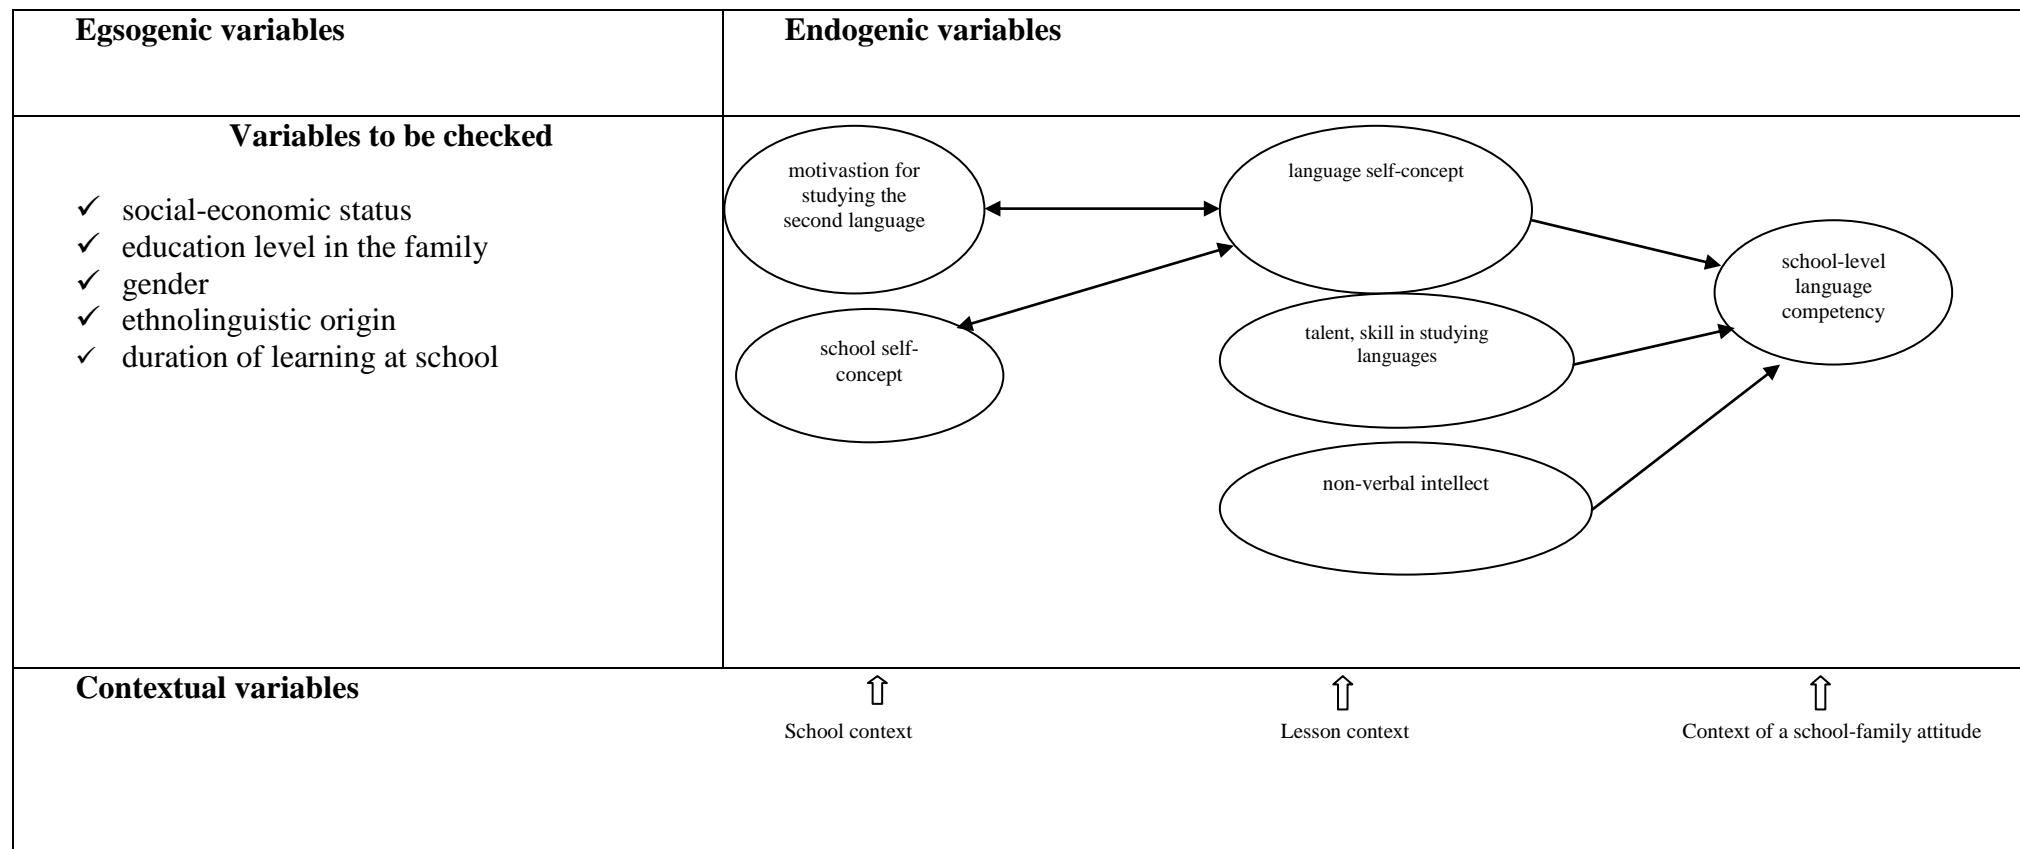 Egsogenic variables
Endogenic variables
Variables to be checked
✓ social-economic status
✓ education level in the family
✓ gender
✓ ethnolinguistic origin
✓ duration of learning at school
motivastion for
studying the
second language
school self-
concept
language self-concept
talent, skill in studying
languages
non-verbal intellect
school-level
language
competency
Contextual variables
School context
Lesson context
Context of a school-family attitude